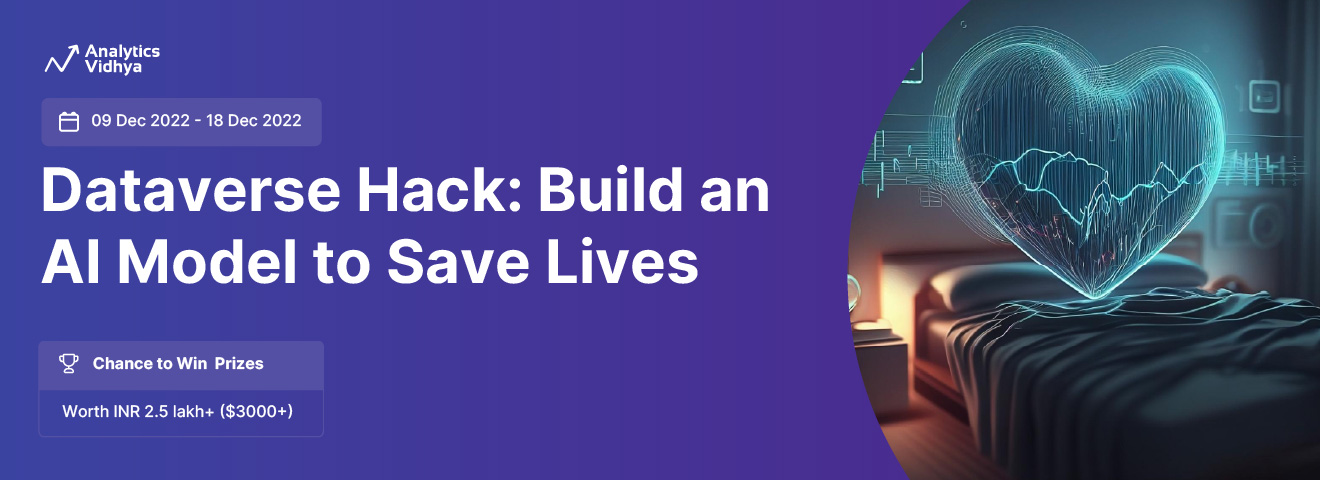 Analytics
Vidhya
09 Dec 2022 - 18 Dec 2022
Dataverse Hack: Build an
AI Model to Save Lives
Chance to Win Prizes
Worth INR 2.5 lakh+ ($3000+)